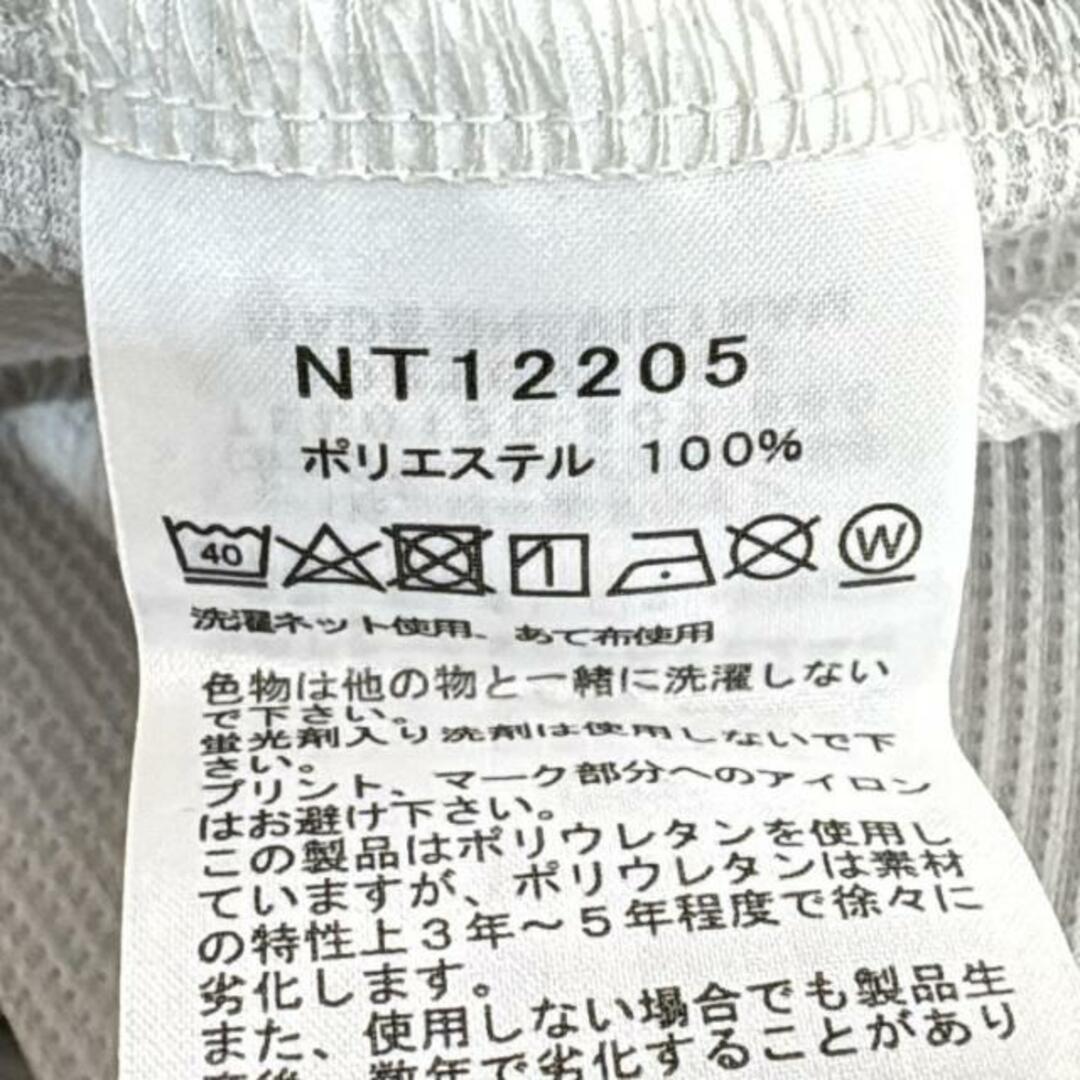 NT12205
ポリエステル 100%
40 W
洗濯ネット使用、あて布使用
色物は他の物と一緒に洗濯しない
で下さい。
蛍光剤入り洗剤は使用しないで下
さい。
プリント、マーク部分へのアイロン
はお避け下さい。
この製品はポリウレタンを使用し
ていますが、ポリウレタンは素材
の特性上3年～5年程度で徐々に
劣化します。
また、使用しない場合でも製品生
産後、数年で劣化することがあり